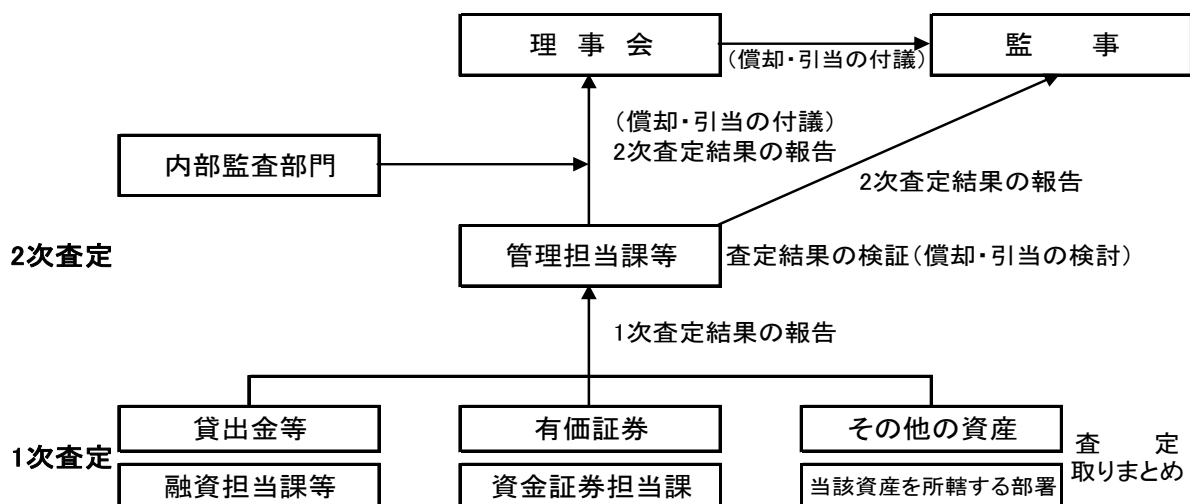 理　事　会
監　　事
(償却・引当の付議)
(償却・引当の付議)
2次査定結果の報告
内部監査部門
2次査定結果の報告
2次査定
管理担当課等
査定結果の検証(償却・引当の検討)
1次査定結果の報告
貸出金等
有価証券
その他の資産
1次査定
査　　定
取りまとめ
融資担当課等
資金証券担当課
当該資産を所轄する部署